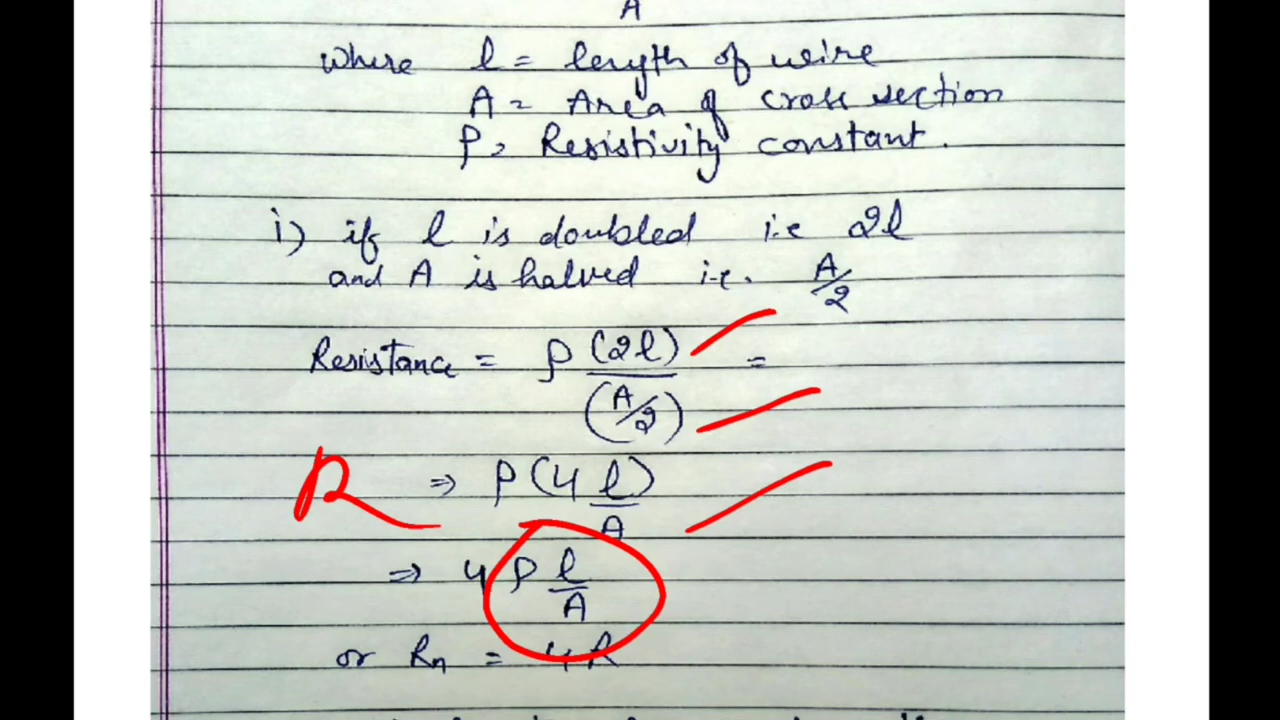 A
where l = length of wire
A = Area of cross section
ρ = Resistivity constant.
i) if l is doubled i.e 2l
and A is halved i.e. A/2
Resistance = ρ (2l)/(A/2) =
R ⇒ ρ(4 l/A)
⇒ 4 ρ l/A
or Rn = 4R